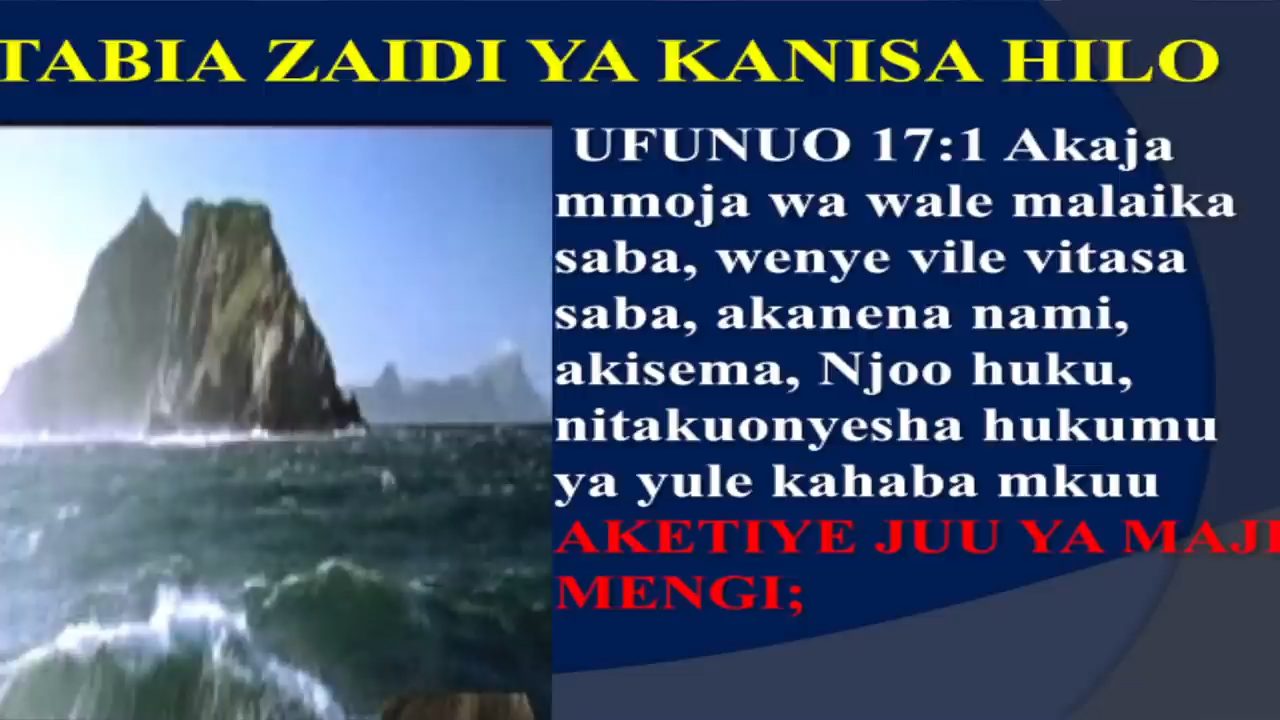 TABIA ZAIDI YA KANISA HILO
UFUNUO 17:1 Akaja
mmoja wa wale malaika
saba, wenye vile vitasa
saba, akanena nami,
akisema, Njoo huku,
nitakuonyesha hukumu
ya yule kahaba mkuu
AKETIYE JUU YA MAJI
MENGI;